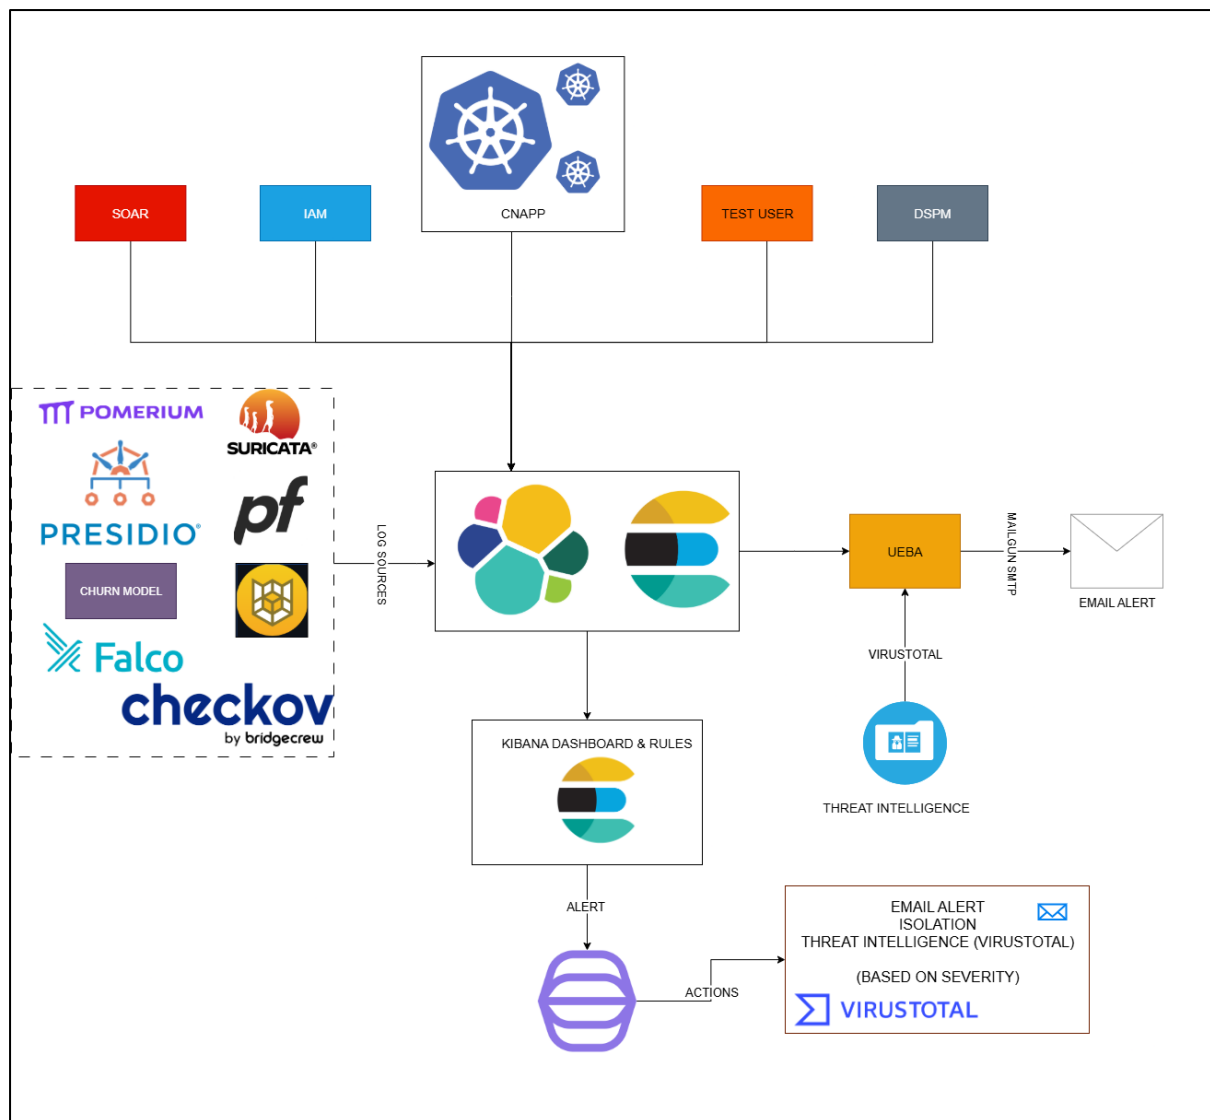 CNAPP
SOAR
IAM
TEST USER
DSPM
POMERIUM
SURICATA®
PRESIDIO®
pf
CHURN MODEL
Falco
checkov
by bridgecrew
LOG SOURCES
UEBA
MAILGUN SMTP
EMAIL ALERT
VIRUSTOTAL
THREAT INTELLIGENCE
KIBANA DASHBOARD & RULES
ALERT
ACTIONS
EMAIL ALERT
ISOLATION
THREAT INTELLIGENCE (VIRUSTOTAL)
(BASED ON SEVERITY)
VIRUSTOTAL